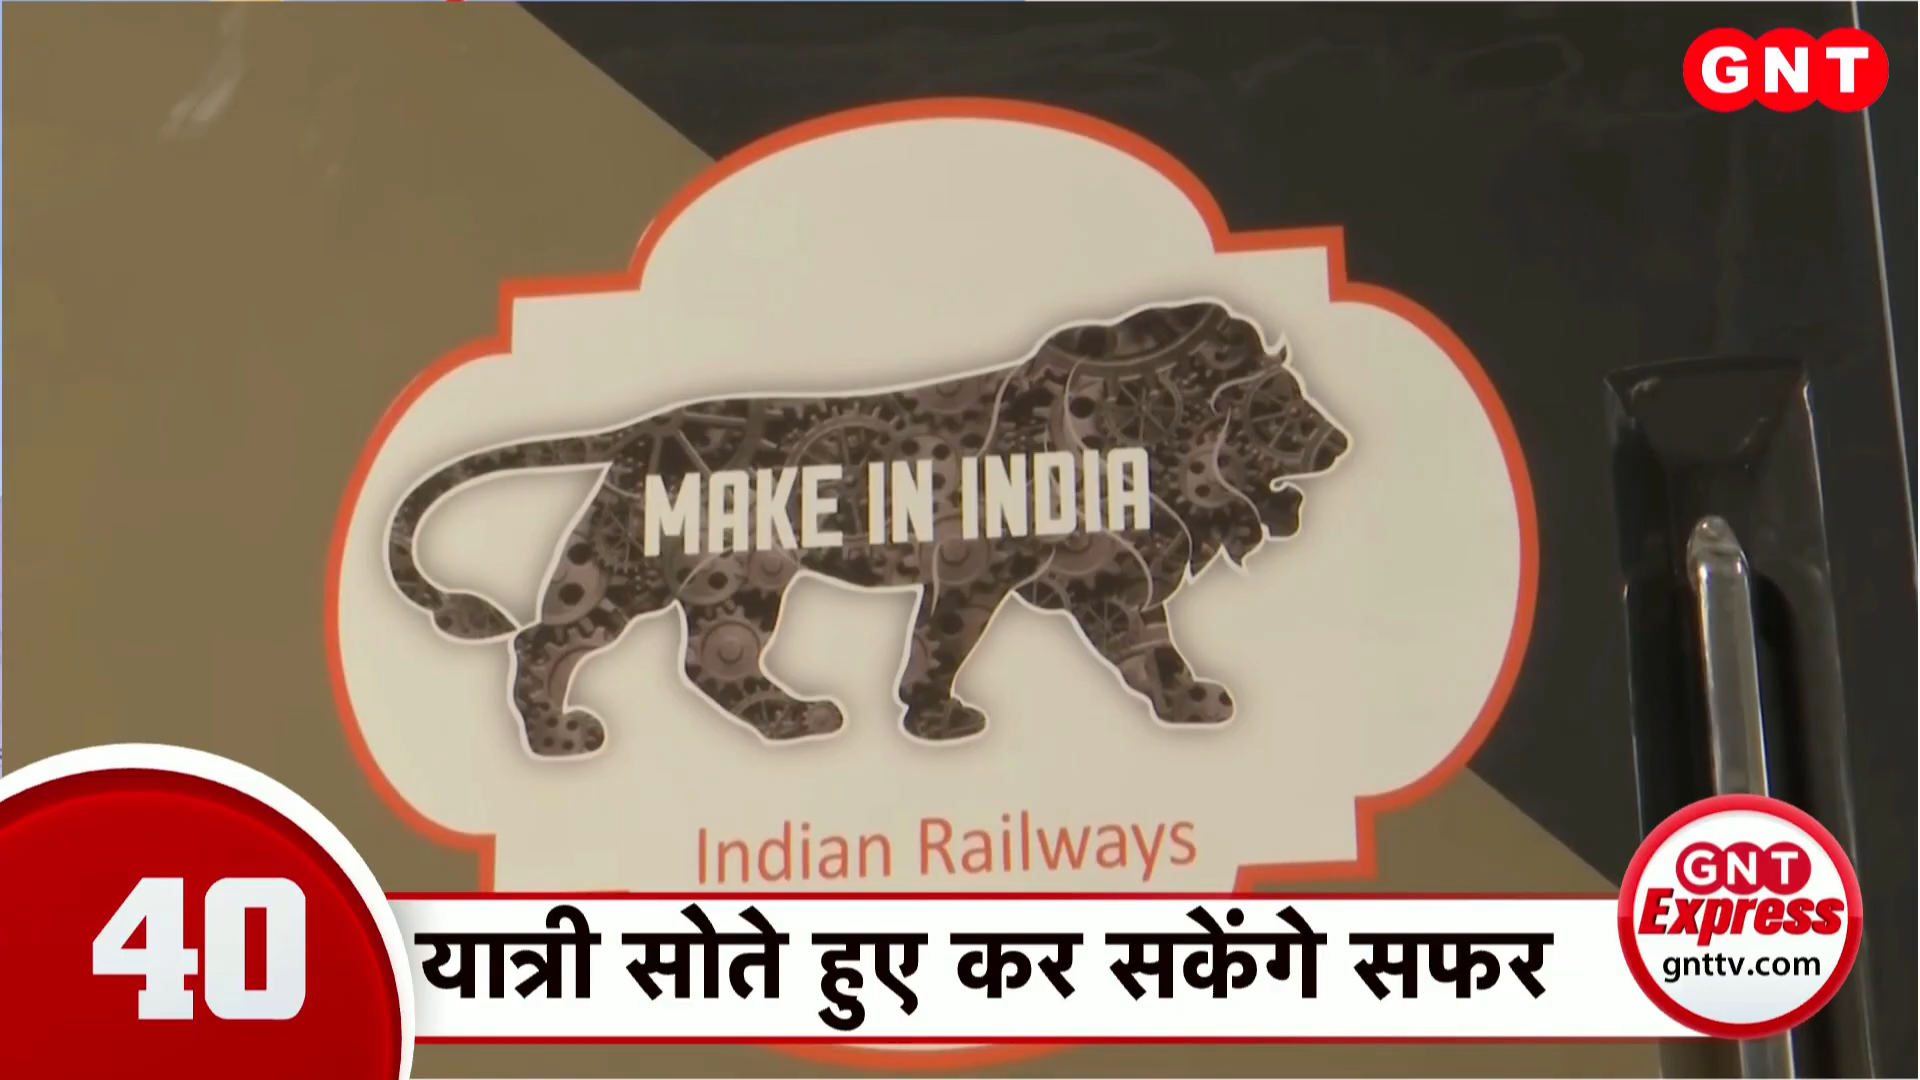 GNT
MAKE IN INDIA
Indian Railways
40
यात्री सोते हुए कर सकेंगे सफर
GNT
Express
gnttv.com